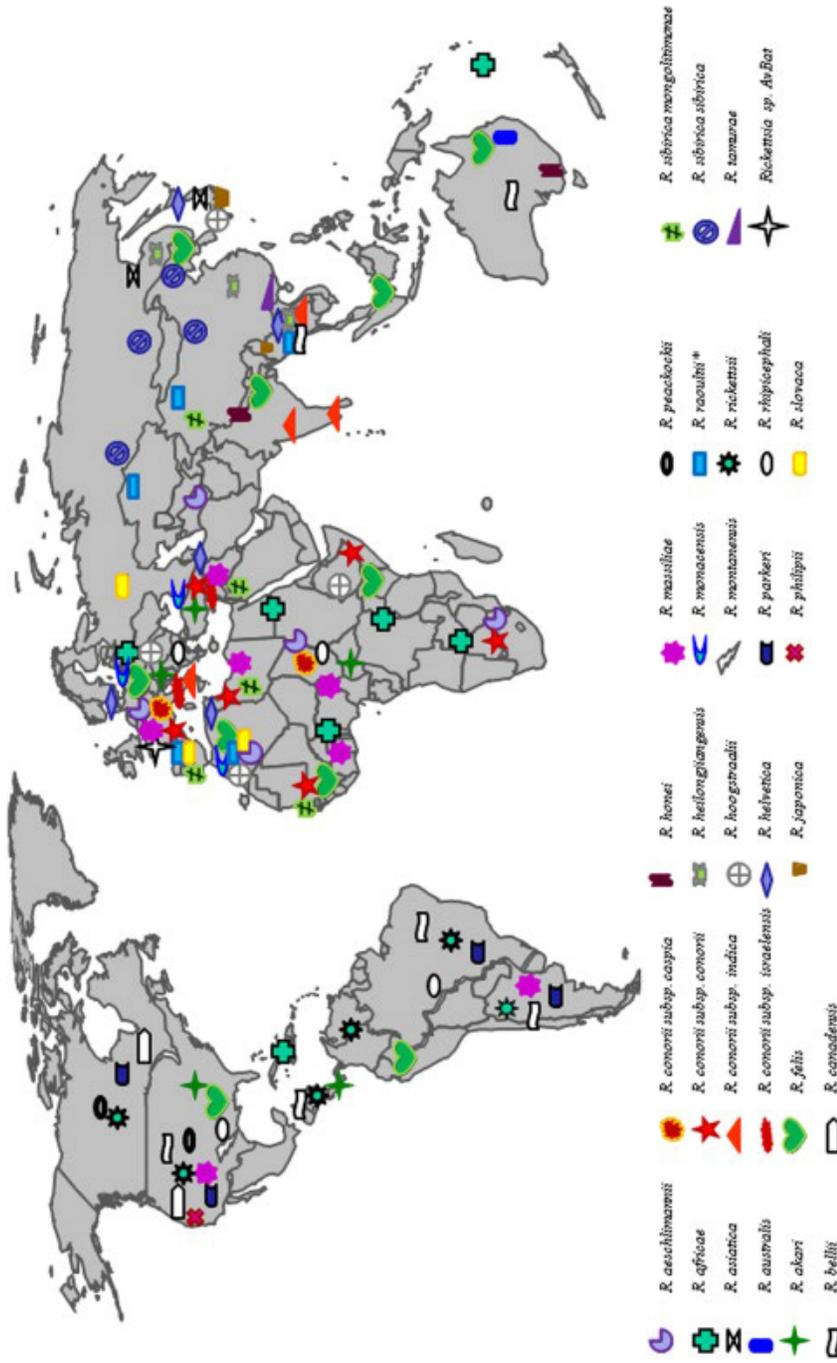 R. aeschlimannii
R. africae
R. asiatica
R. australis
R. akari
R. bellii
R. conorii subsp. caspia
R. conorii subsp. conorii
R. conorii subsp. indica
R. conorii subsp. israelensis
R. felis
R. canadensis
R. honei
R. heilongjiangensis
R. hoogstraalii
R. helvetica
R. japonica
R. massiliae
R. monacensis
R. montanensis
R. parkeri
R. philipii
R. peackockii
R. raoultii*
R. rickettsii
R. rhipicephali
R. slovaca
R. sibirica mongolitimonae
R. sibirica sibirica
R. tamurae
Rickettsia sp. AvBat